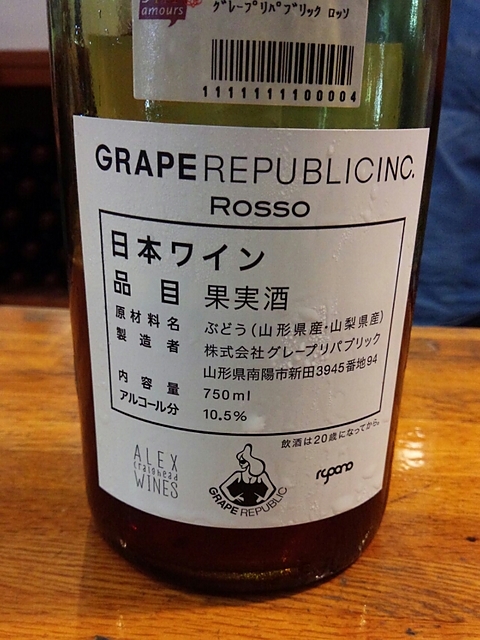 amours
グレープリパブリック ロッソ
1111111100004
GRAPE REPUBLIC INC.
ROSSO
日本ワイン
品 目 果実酒
原材料名 ぶどう(山形県産・山梨県産)
製造者 株式会社グレープリパブリック
山形県南陽市新田3945番地94
内容量 750ml
アルコール分 10.5%
飲酒は20歳になってから。
ALEX
craighead
WINES
GRAPE REPUBLIC